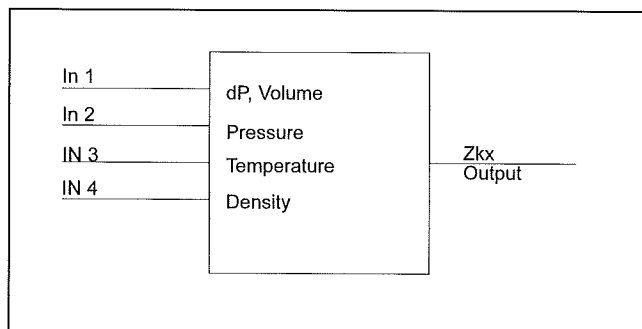 In 1
dP, Volume
In 2
Pressure
IN 3
Temperature
Zkx
Output
IN 4
Density